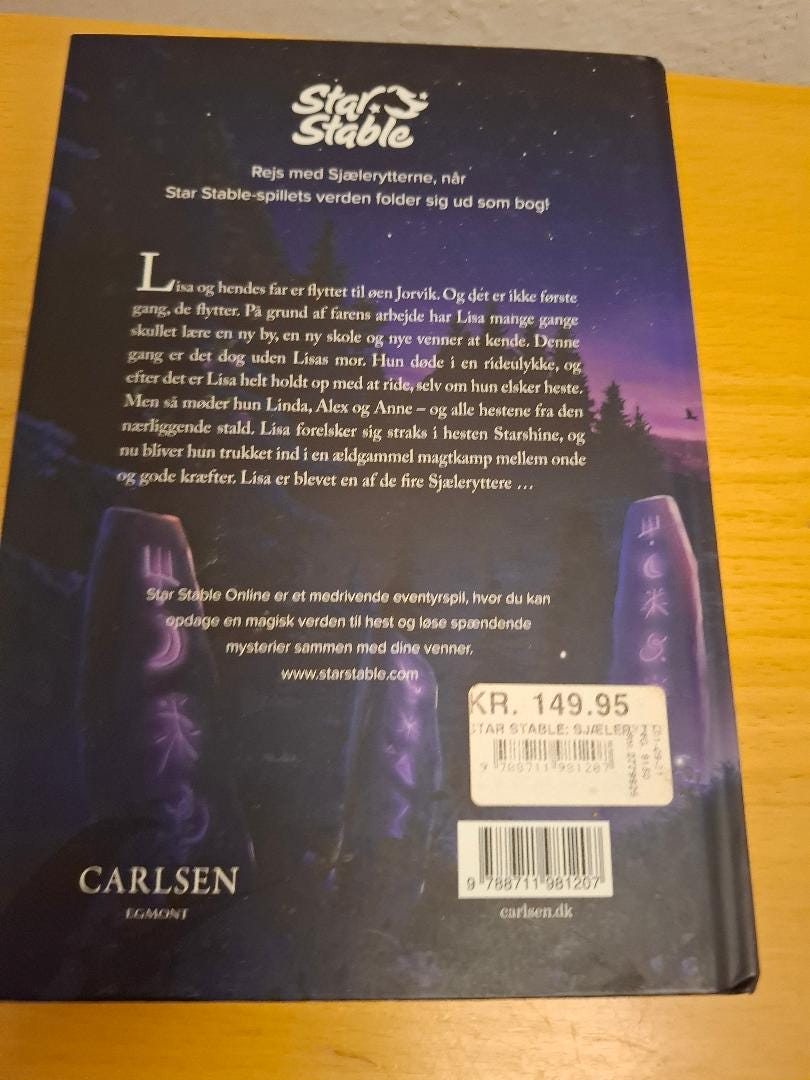 Star
Stable
Rejs med Sjælerytterne, når
Star Stable-spillets verden folder sig ud som bog!
Lisa og hendes far er flyttet til øen Jorvik. Og det er ikke første
gang, de flytter. På grund af farens arbejde har Lisa mange gange
skullet lære en ny by, en ny skole og nye venner at kende. Denne
gang er det dog uden Lisas mor. Hun døde i en rideulykke, og
efter det er Lisa helt holdt op med at ride, selv om hun elsker heste.
Men så møder hun Linda, Alex og Anne – og alle hestene fra den
nærliggende stald. Lisa forelsker sig straks i hesten Starshine, og
nu bliver hun trukket ind i en ældgammel magtkamp mellem onde
og gode kræfter. Lisa er blevet en af de fire Sjæleryttere ...
Star Stable Online er et medrivende eventyrspil, hvor du kan
opdage en magisk verden til hest og løse spændende
mysterier sammen med dine venner.
www.starstable.com
KR. 149.95
STAR STABLE: SJÆLER
9 788711 981207
9 788711 981207
carlsen.dk
CARLSEN
EGMONT